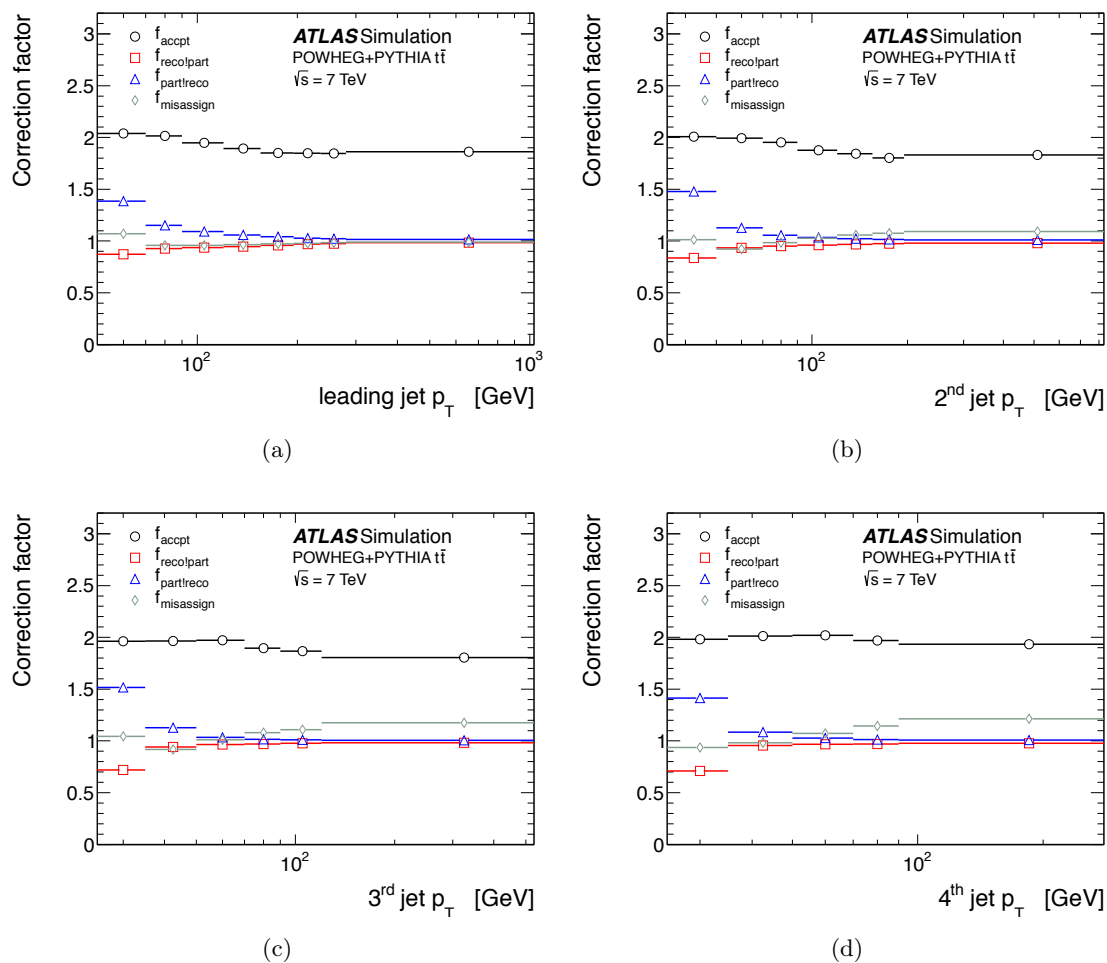 Correction factor
3
2.5
2
1.5
1
0.5
0
f_accpt
f_reco!part
f_part!reco
f_misassign
ATLAS Simulation
POWHEG+PYTHIA tt̄
√s = 7 TeV
10² 10³
leading jet p_T [GeV]
(a)
Correction factor
3
2.5
2
1.5
1
0.5
0
f_accpt
f_reco!part
f_part!reco
f_misassign
ATLAS Simulation
POWHEG+PYTHIA tt̄
√s = 7 TeV
10²
2ⁿᵈ jet p_T [GeV]
(b)
Correction factor
3
2.5
2
1.5
1
0.5
0
f_accpt
f_reco!part
f_part!reco
f_misassign
ATLAS Simulation
POWHEG+PYTHIA tt̄
√s = 7 TeV
10²
3ʳᵈ jet p_T [GeV]
(c)
Correction factor
3
2.5
2
1.5
1
0.5
0
f_accpt
f_reco!part
f_part!reco
f_misassign
ATLAS Simulation
POWHEG+PYTHIA tt̄
√s = 7 TeV
10²
4ᵗʰ jet p_T [GeV]
(d)